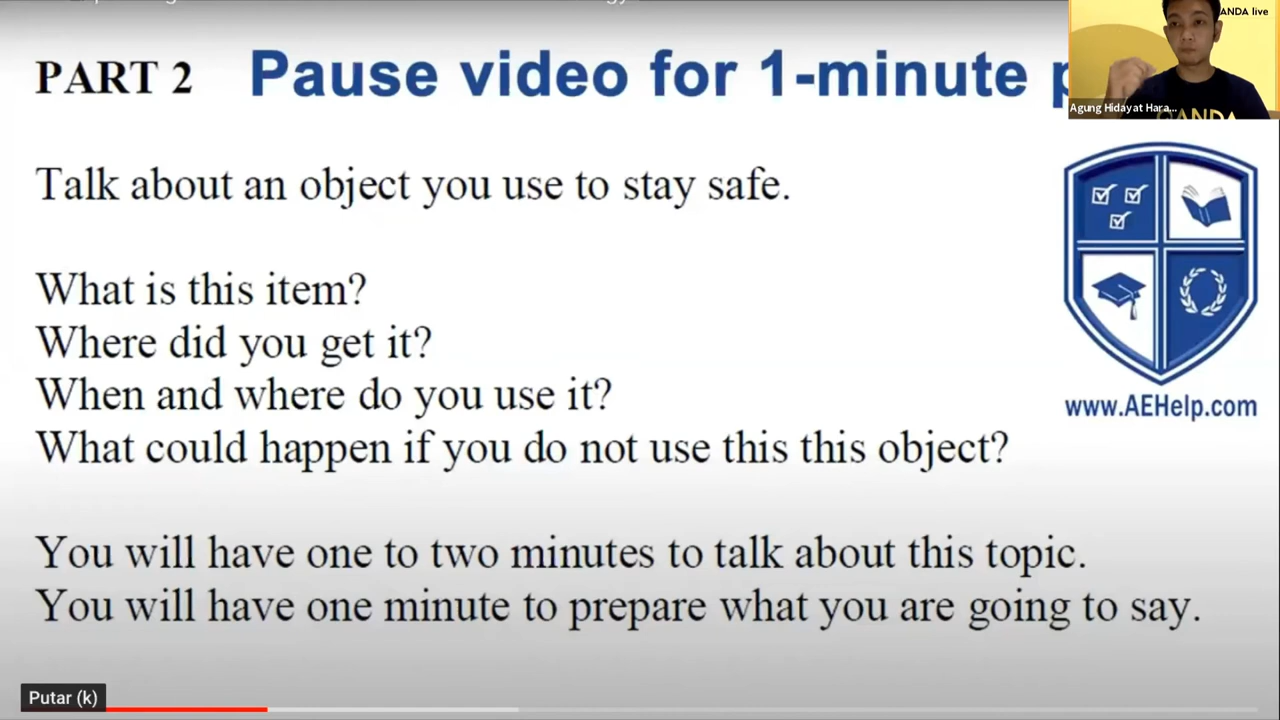 ANDA live
PART 2 Pause video for 1-minute
Agung Hidayat Hara...
QANDA
Talk about an object you use to stay safe.
What is this item?
Where did you get it?
When and where do you use it?
What could happen if you do not use this this object?
www.AEHelp.com
You will have one to two minutes to talk about this topic.
You will have one minute to prepare what you are going to say.
Putar (k)